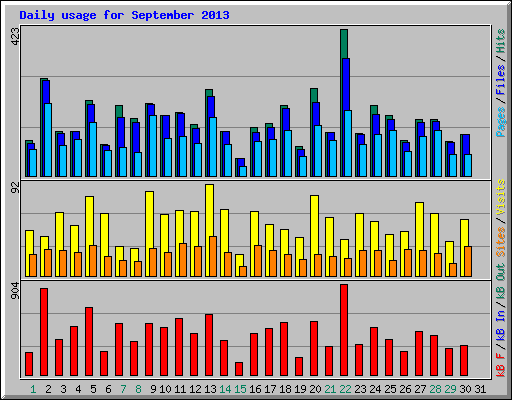 Daily usage for September 2013
423
Pages / Files / Hits
92
Sites / Visits
904
kB F / kB In / kB Out
1 2 3 4 5 6 7 8 9 10 11 12 13 14 15 16 17 18 19 20 21 22 23 24 25 26 27 28 29 30 31